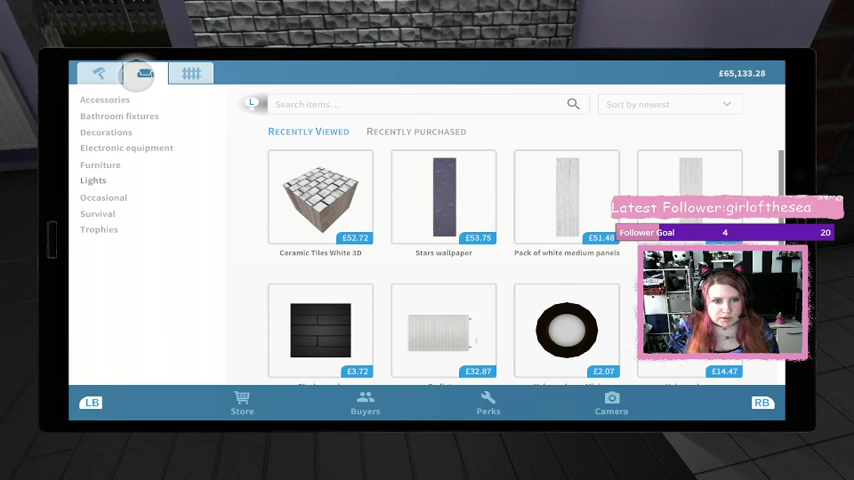 £65,133.28
Accessories
Bathroom fixtures
Decorations
Electronic equipment
Furniture
Lights
Occasional
Survival
Trophies
L
Search items...
Sort by newest
RECENTLY VIEWED
RECENTLY PURCHASED
£52.72
Ceramic Tiles White 3D
£53.75
Stars wallpaper
£51.48
Pack of white medium panels
Latest Follower:girlofthesea
Follower Goal 4 20
£3.72
£32.87
£2.07
£14.47
LB
Store
Buyers
Perks
Camera
RB